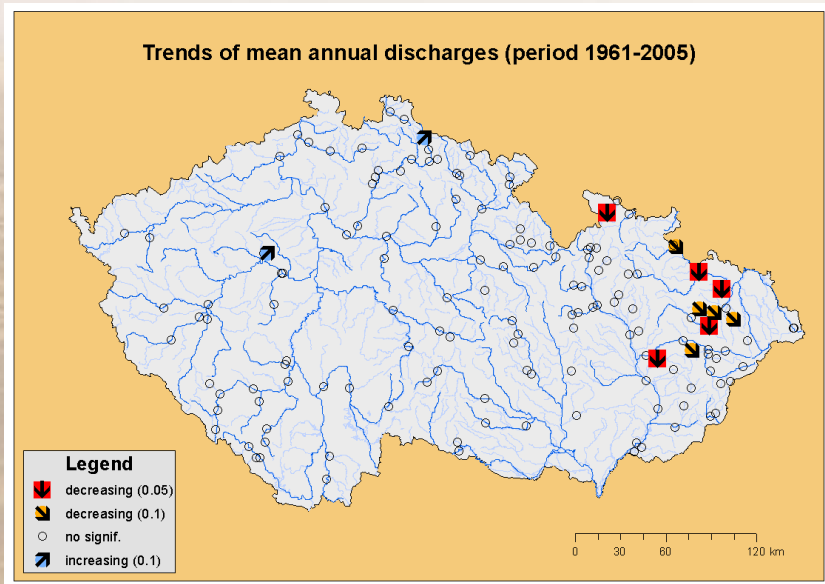 Trends of mean annual discharges (period 1961-2005)
Legend
decreasing (0.05)
decreasing (0.1)
no signif.
increasing (0.1)
0 30 60 120 km